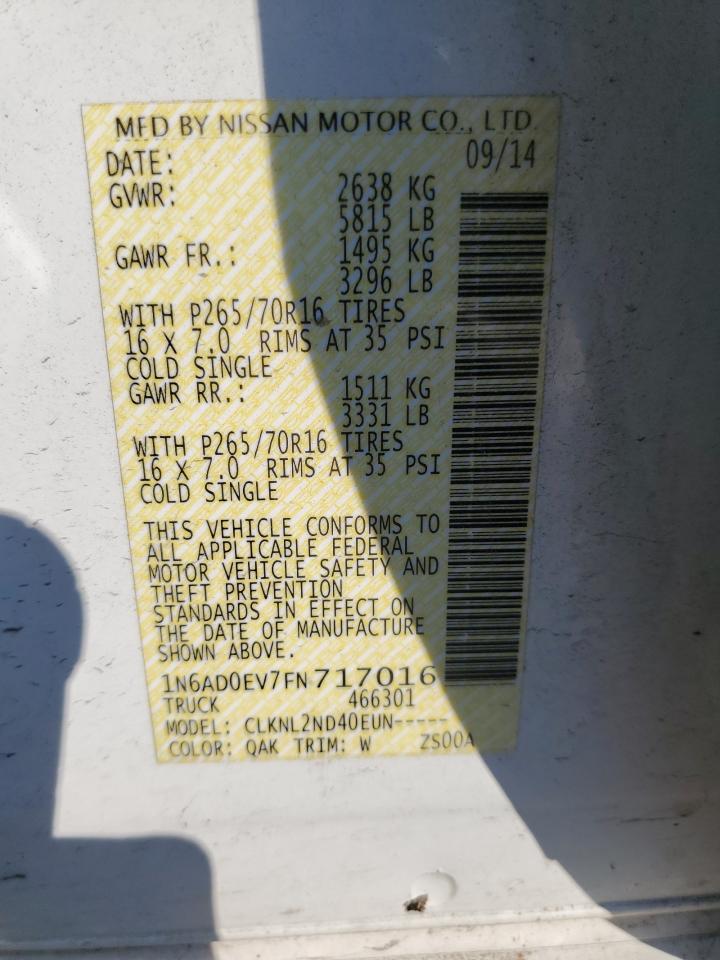 MFD BY NISSAN MOTOR CO., LTD.
DATE: 09/14
GVWR: 2638 KG
5815 LB
GAWR FR.: 1495 KG
3296 LB
WITH P265/70R16 TIRES
16 X 7.0 RIMS AT 35 PSI
COLD SINGLE
GAWR RR.: 1511 KG
3331 LB
WITH P265/70R16 TIRES
16 X 7.0 RIMS AT 35 PSI
COLD SINGLE
THIS VEHICLE CONFORMS TO
ALL APPLICABLE FEDERAL
MOTOR VEHICLE SAFETY AND
THEFT PREVENTION
STANDARDS IN EFFECT ON
THE DATE OF MANUFACTURE
SHOWN ABOVE.
1N6AD0EV7FN717016
TRUCK 466301
MODEL: CLKNL2ND40EUN-----
COLOR: QAK TRIM: W ZS00A